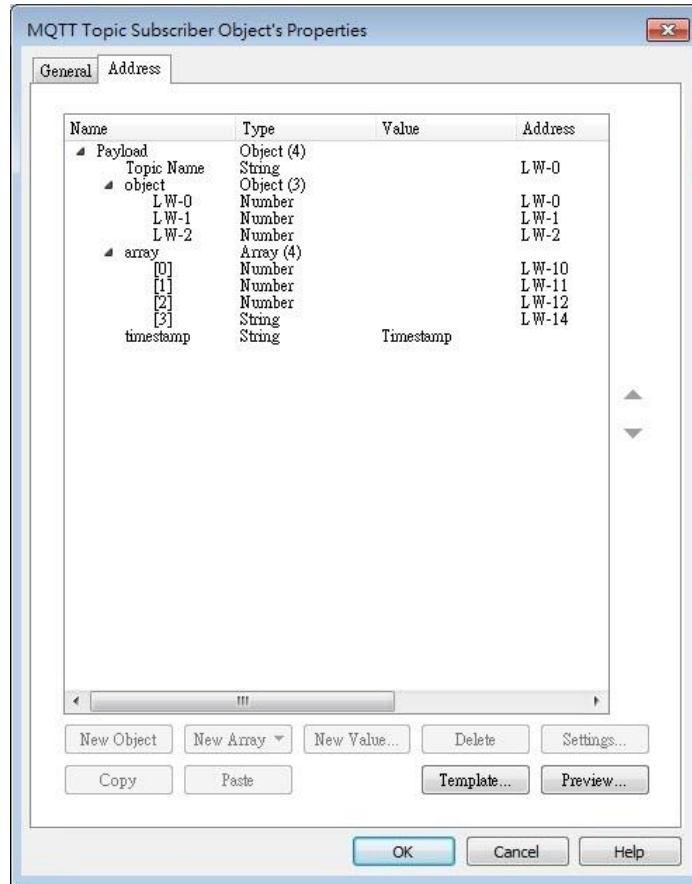 MQTT Topic Subscriber Object's Properties
General Address
Name Type Value Address
Payload Object (4)
Topic Name String LW-0
object Object (3)
LW-0 Number LW-0
LW-1 Number LW-1
LW-2 Number LW-2
array Array (4)
[0] Number LW-10
[1] Number LW-11
[2] Number LW-12
[3] String LW-14
timestamp String Timestamp
New Object New Array New Value... Delete Settings...
Copy Paste Template... Preview...
OK Cancel Help